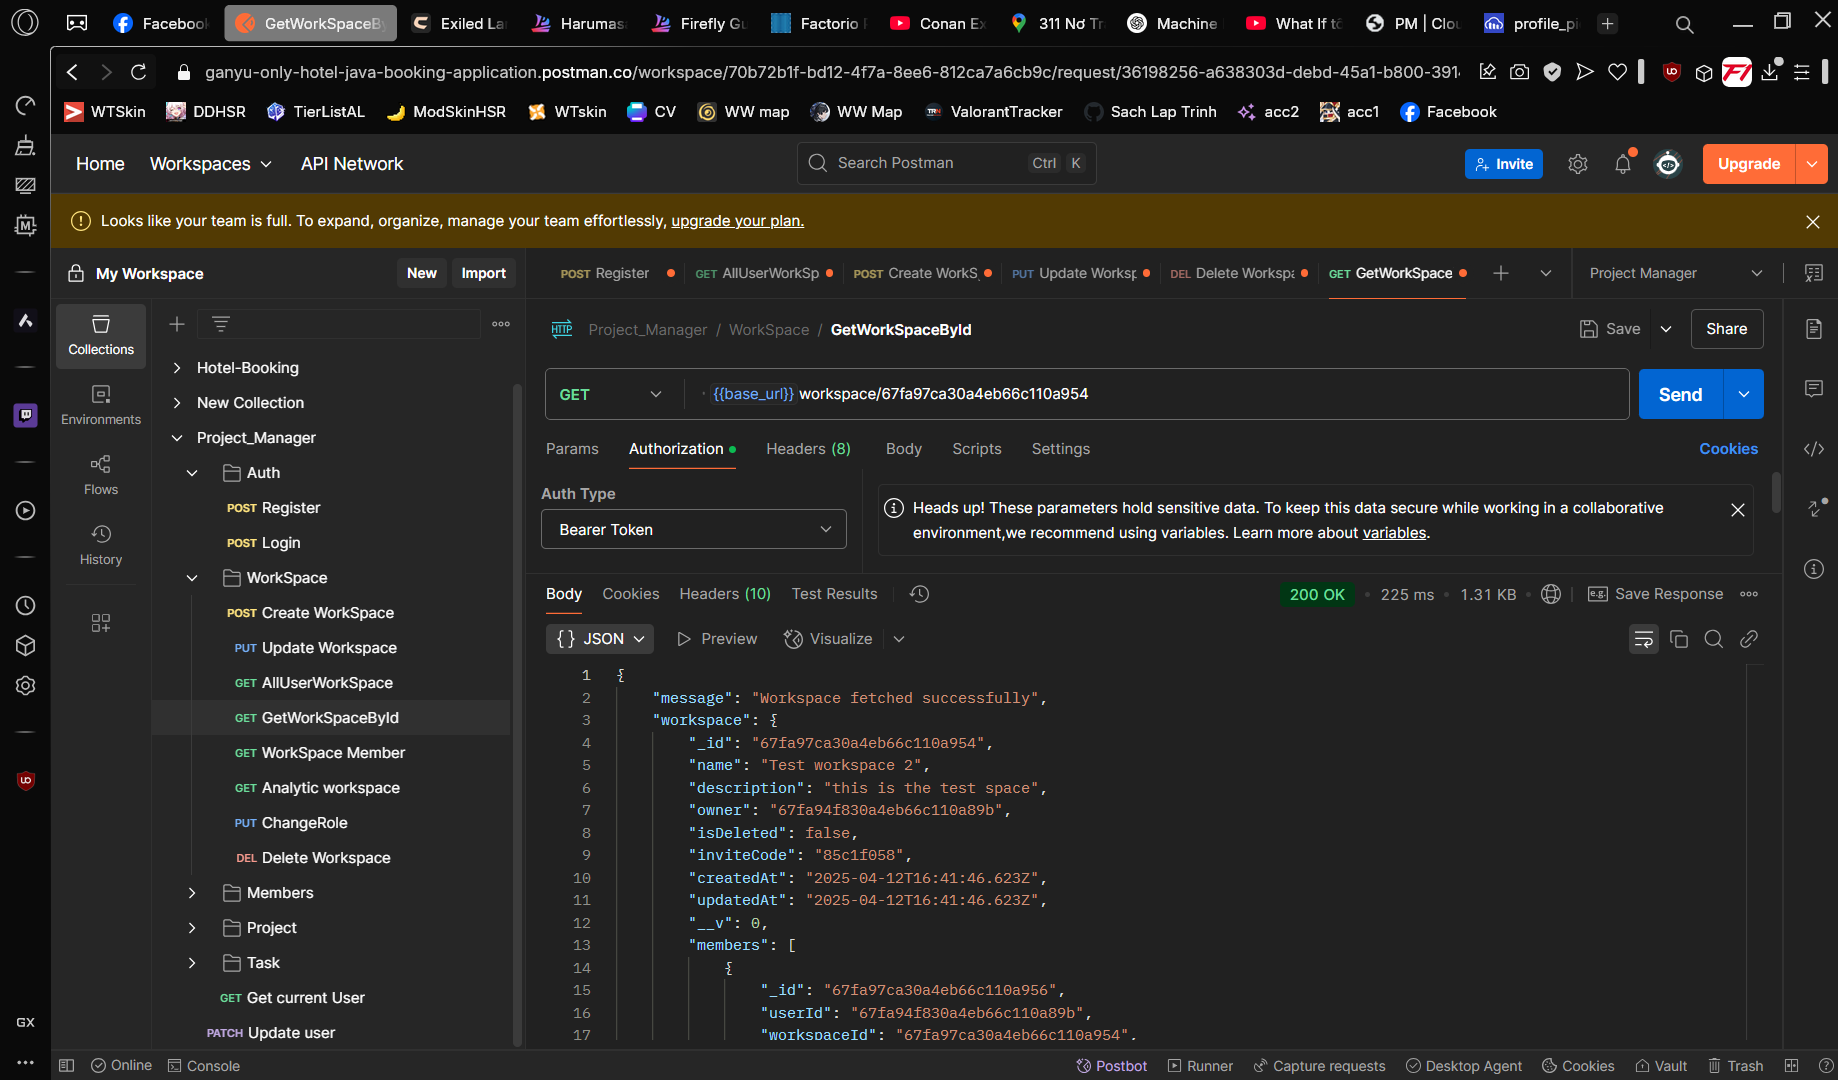 Facebook
GetWorkSpaceBy
Exiled La
Harumas
Firefly Gu
Factorio
Conan Ex
311 Nơ Tr
Machine
What If tô
PM | Clou
profile_pi
ganyu-only-hotel-java-booking-application.postman.co/workspace/70b72b1f-bd12-4f7a-8ee6-812ca7a6cb9c/request/36198256-a638303d-debd-45a1-b800-391
WTSkin
DDHSR
TierListAL
ModSkinHSR
WTskin
CV
WW map
WW Map
ValorantTracker
Sach Lap Trinh
acc2
acc1
Facebook
Home
Workspaces
API Network
Search Postman
Ctrl K
Invite
Upgrade
Looks like your team is full. To expand, organize, manage your team effortlessly, upgrade your plan.
My Workspace
New
Import
POST Register
GET AllUserWorkSp
POST Create WorkS
PUT Update Worksp
DEL Delete Workspa
GET GetWorkSpace
Project Manager
Collections
Environments
Flows
History
Hotel-Booking
New Collection
Project_Manager
Auth
POST Register
POST Login
WorkSpace
POST Create WorkSpace
PUT Update Workspace
GET AllUserWorkSpace
GET GetWorkSpaceById
GET WorkSpace Member
GET Analytic workspace
PUT ChangeRole
DEL Delete Workspace
Members
Project
Task
GET Get current User
PATCH Update user
HTTP
Project_Manager / WorkSpace / GetWorkSpaceById
Save
Share
GET
{{base_url}} workspace/67fa97ca30a4eb66c110a954
Send
Params
Authorization
Headers (8)
Body
Scripts
Settings
Cookies
Auth Type
Bearer Token
Heads up! These parameters hold sensitive data. To keep this data secure while working in a collaborative
environment,we recommend using variables. Learn more about variables.
Body
Cookies
Headers (10)
Test Results
200 OK
225 ms
1.31 KB
e.g.
Save Response
{} JSON
Preview
Visualize
1 {
2 "message": "Workspace fetched successfully",
3 "workspace": {
4 "_id": "67fa97ca30a4eb66c110a954",
5 "name": "Test workspace 2",
6 "description": "this is the test space",
7 "owner": "67fa94f830a4eb66c110a89b",
8 "isDeleted": false,
9 "inviteCode": "85c1f058",
10 "createdAt": "2025-04-12T16:41:46.623Z",
11 "updatedAt": "2025-04-12T16:41:46.623Z",
12 "__v": 0,
13 "members": [
14 {
15 "_id": "67fa97ca30a4eb66c110a956",
16 "userId": "67fa94f830a4eb66c110a89b",
17 "workspaceId": "67fa97ca30a4eb66c110a954",
GX
Online
Console
Postbot
Runner
Capture requests
Desktop Agent
Cookies
Vault
Trash